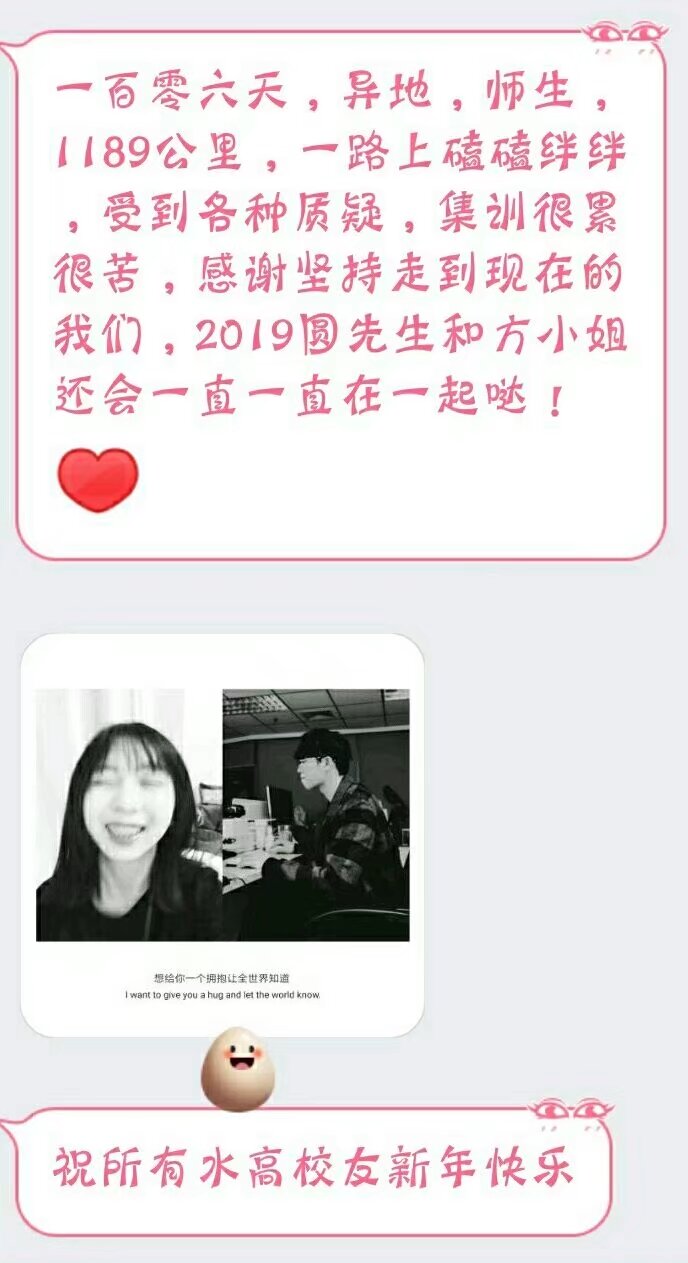 一百零六天，异地，师生，
1189公里，一路上磕磕绊绊
，受到各种质疑，集训很累
很苦，感谢坚持走到现在的
我们，2019圆先生和方小姐
还会一直一直在一起哒！
想给你一个拥抱让全世界知道
I want to give you a hug and let the world know.
祝所有水高校友新年快乐